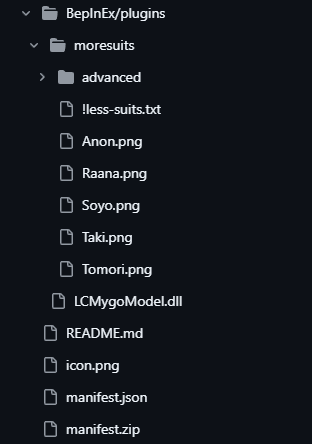 BepInEx/plugins
moresuits
advanced
!less-suits.txt
Anon.png
Raana.png
Soyo.png
Taki.png
Tomori.png
LCMygoModel.dll
README.md
icon.png
manifest.json
manifest.zip